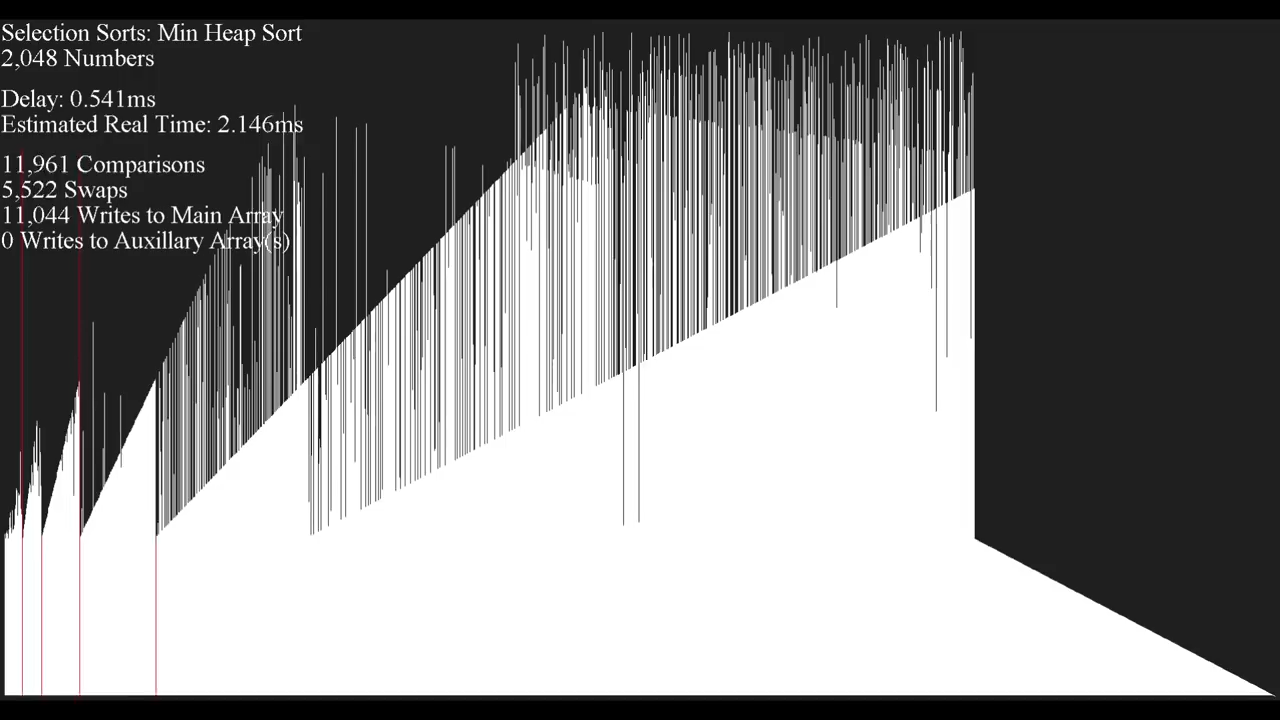 Selection Sorts: Min Heap Sort
2,048 Numbers
Delay: 0.541ms
Estimated Real Time: 2.146ms
11,961 Comparisons
5,522 Swaps
11,044 Writes to Main Array
0 Writes to Auxillary Array(s)